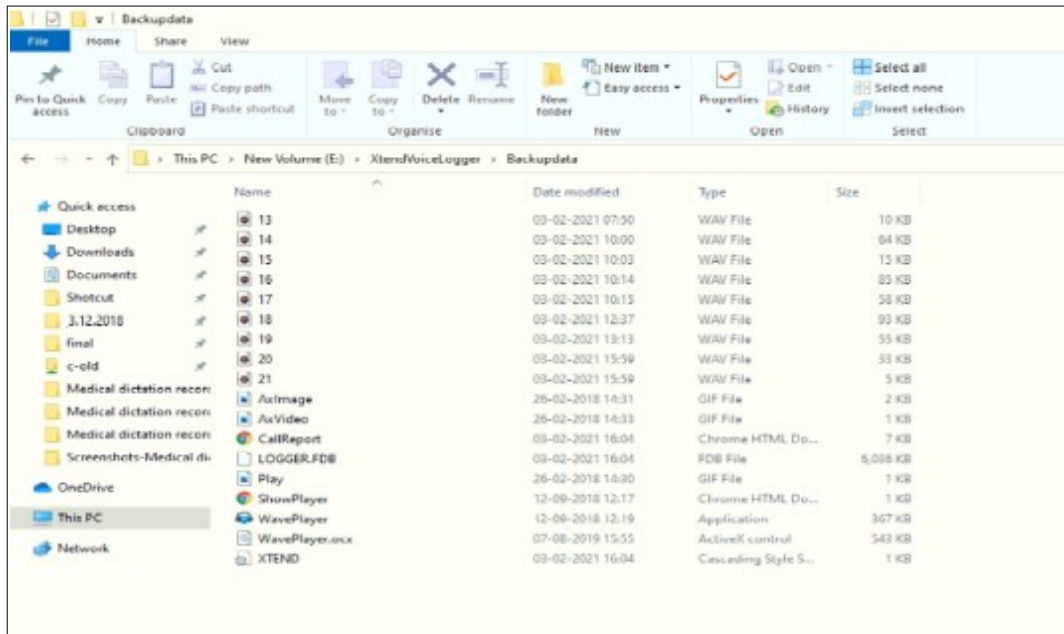 Backupdata
File Home Share View
Pin to Quick access
Copy
Paste
Cut
Copy path
Paste shortcut
Clipboard
Move to
Copy to
Delete
Rename
Organise
New folder
New item
Easy access
New
Properties
Open
Edit
History
Open
Select all
Select none
Invert selection
Select
This PC > New Volume (E:) > XtendVoiceLogger > Backupdata
Quick access
Desktop
Downloads
Documents
Shotcut
3.12.2018
final
c-old
Medical dictation recor
Medical dictation recor
Medical dictation recor
Screenshots-Medical di
OneDrive
This PC
Network
Name Date modified Type Size
13 03-02-2021 07:50 WAV File 10 KB
14 03-02-2021 10:00 WAV File 64 KB
15 03-02-2021 10:03 WAV File 15 KB
16 03-02-2021 10:14 WAV File 85 KB
17 03-02-2021 10:15 WAV File 58 KB
18 03-02-2021 12:37 WAV File 93 KB
19 03-02-2021 13:13 WAV File 55 KB
20 03-02-2021 15:59 WAV File 33 KB
21 03-02-2021 15:59 WAV File 5 KB
AxImage 26-02-2018 14:31 GIF File 2 KB
AxVideo 26-02-2018 14:33 GIF File 1 KB
CallReport 03-02-2021 16:04 Chrome HTML Do... 7 KB
LOGGER.FDB 03-02-2021 16:04 FDB File 6,036 KB
Play 26-02-2018 14:30 GIF File 1 KB
ShowPlayer 12-09-2018 12:17 Chrome HTML Do... 1 KB
WavePlayer 12-09-2018 12:19 Application 367 KB
WavePlayer.ocx 07-08-2019 15:55 ActiveX control 543 KB
XTEND 03-02-2021 16:04 Cascading Style S... 1 KB